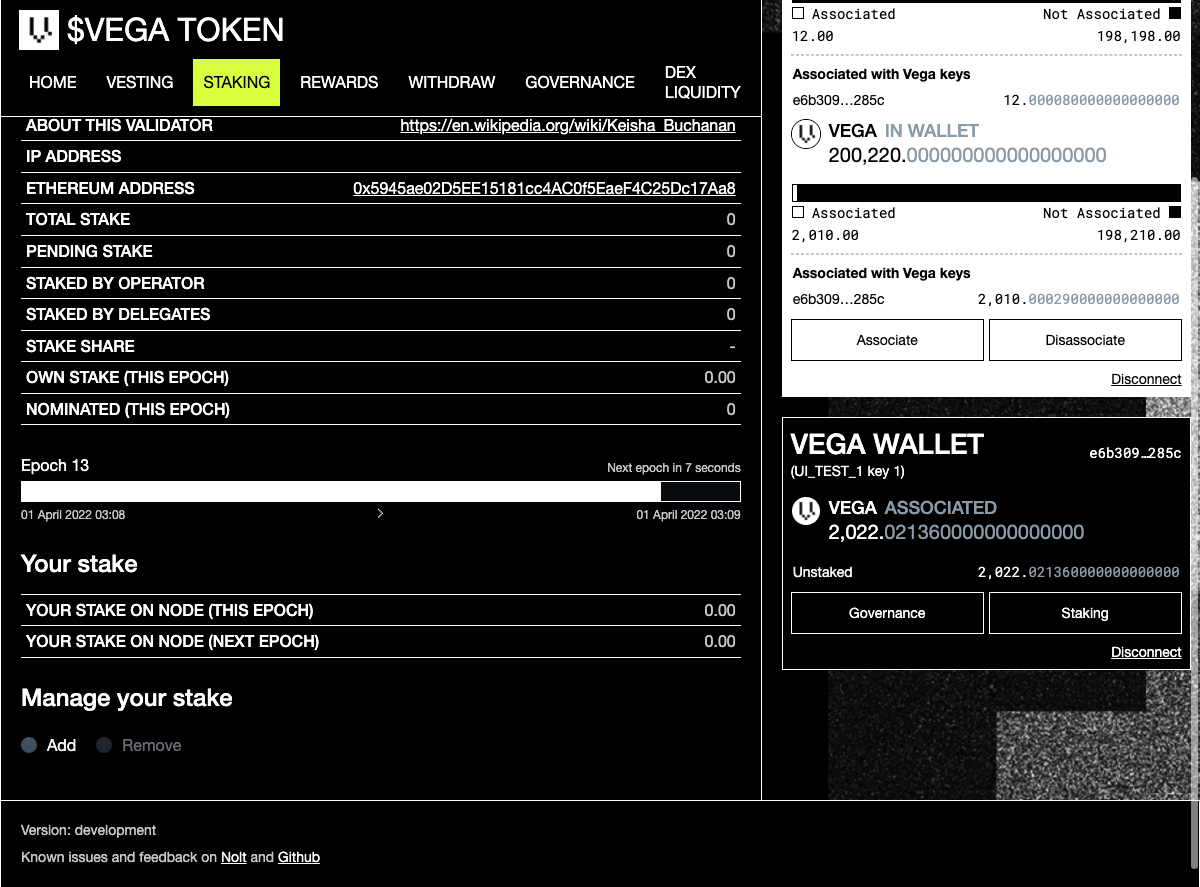 $VEGA TOKEN
HOME VESTING STAKING REWARDS WITHDRAW GOVERNANCE DEX LIQUIDITY
ABOUT THIS VALIDATOR https://en.wikipedia.org/wiki/Keisha_Buchanan
IP ADDRESS
ETHEREUM ADDRESS 0x5945ae02D5EE15181cc4AC0f5EaeF4C25Dc17Aa8
TOTAL STAKE 0
PENDING STAKE 0
STAKED BY OPERATOR 0
STAKED BY DELEGATES 0
STAKE SHARE -
OWN STAKE (THIS EPOCH) 0.00
NOMINATED (THIS EPOCH) 0
Epoch 13 Next epoch in 7 seconds
01 April 2022 03:08 01 April 2022 03:09
Your stake
YOUR STAKE ON NODE (THIS EPOCH) 0.00
YOUR STAKE ON NODE (NEXT EPOCH) 0.00
Manage your stake
Add Remove
Associated Not Associated
12.00 198,198.00
Associated with Vega keys
e6b309…285c 12.000080000000000000
VEGA IN WALLET
200,220.000000000000000000
Associated Not Associated
2,010.00 198,210.00
Associated with Vega keys
e6b309…285c 2,010.000290000000000000
Associate Disassociate
Disconnect
VEGA WALLET e6b309…285c
(UI_TEST_1 key 1)
VEGA ASSOCIATED
2,022.021360000000000000
Unstaked 2,022.021360000000000000
Governance Staking
Disconnect
Version: development
Known issues and feedback on Nolt and Github